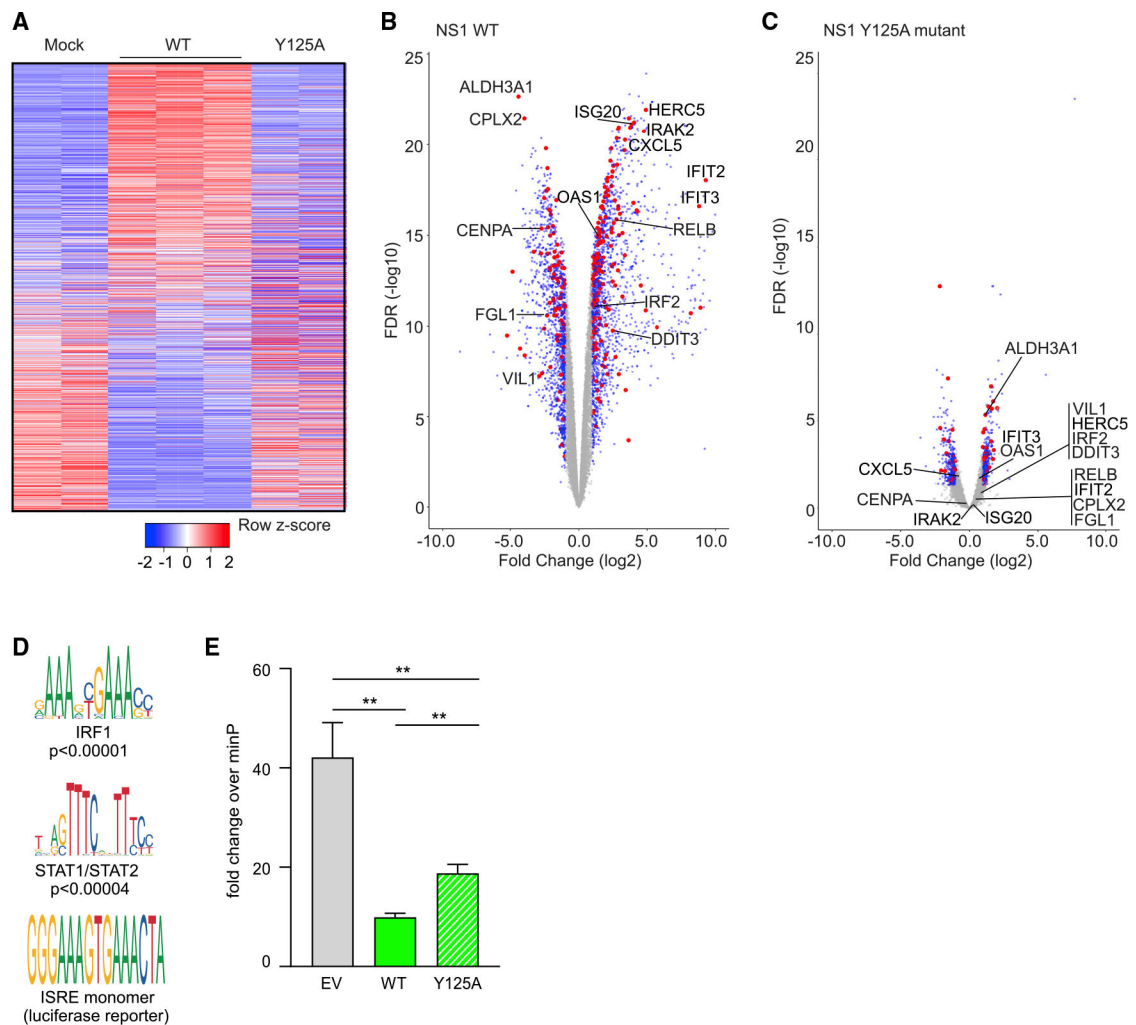 A
Mock
WT
Y125A
Row z-score
-2 -1 0 1 2
B
NS1 WT
25
20
15
10
5
0
FDR (-log10)
-10.0
-5.0
0.0
5.0
10.0
Fold Change (log2)
ALDH3A1
CPLX2
ISG20
HERC5
IRAK2
CXCL5
IFIT2
IFIT3
OAS1
RELB
CENPA
IRF2
FGL1
DDIT3
VIL1
C
NS1 Y125A mutant
25
20
15
10
5
0
FDR (-log10)
-10.0
-5.0
0.0
5.0
10.0
Fold Change (log2)
ALDH3A1
VIL1
HERC5
IRF2
DDIT3
IFIT3
OAS1
CXCL5
RELB
IFIT2
CPLX2
FGL1
CENPA
IRAK2
ISG20
D
IRF1
p<0.00001
STAT1/STAT2
p<0.00004
GGGAAAGTGAAACTA
ISRE monomer
(luciferase reporter)
E
60
40
20
0
fold change over minP
**
**
**
EV
WT
Y125A